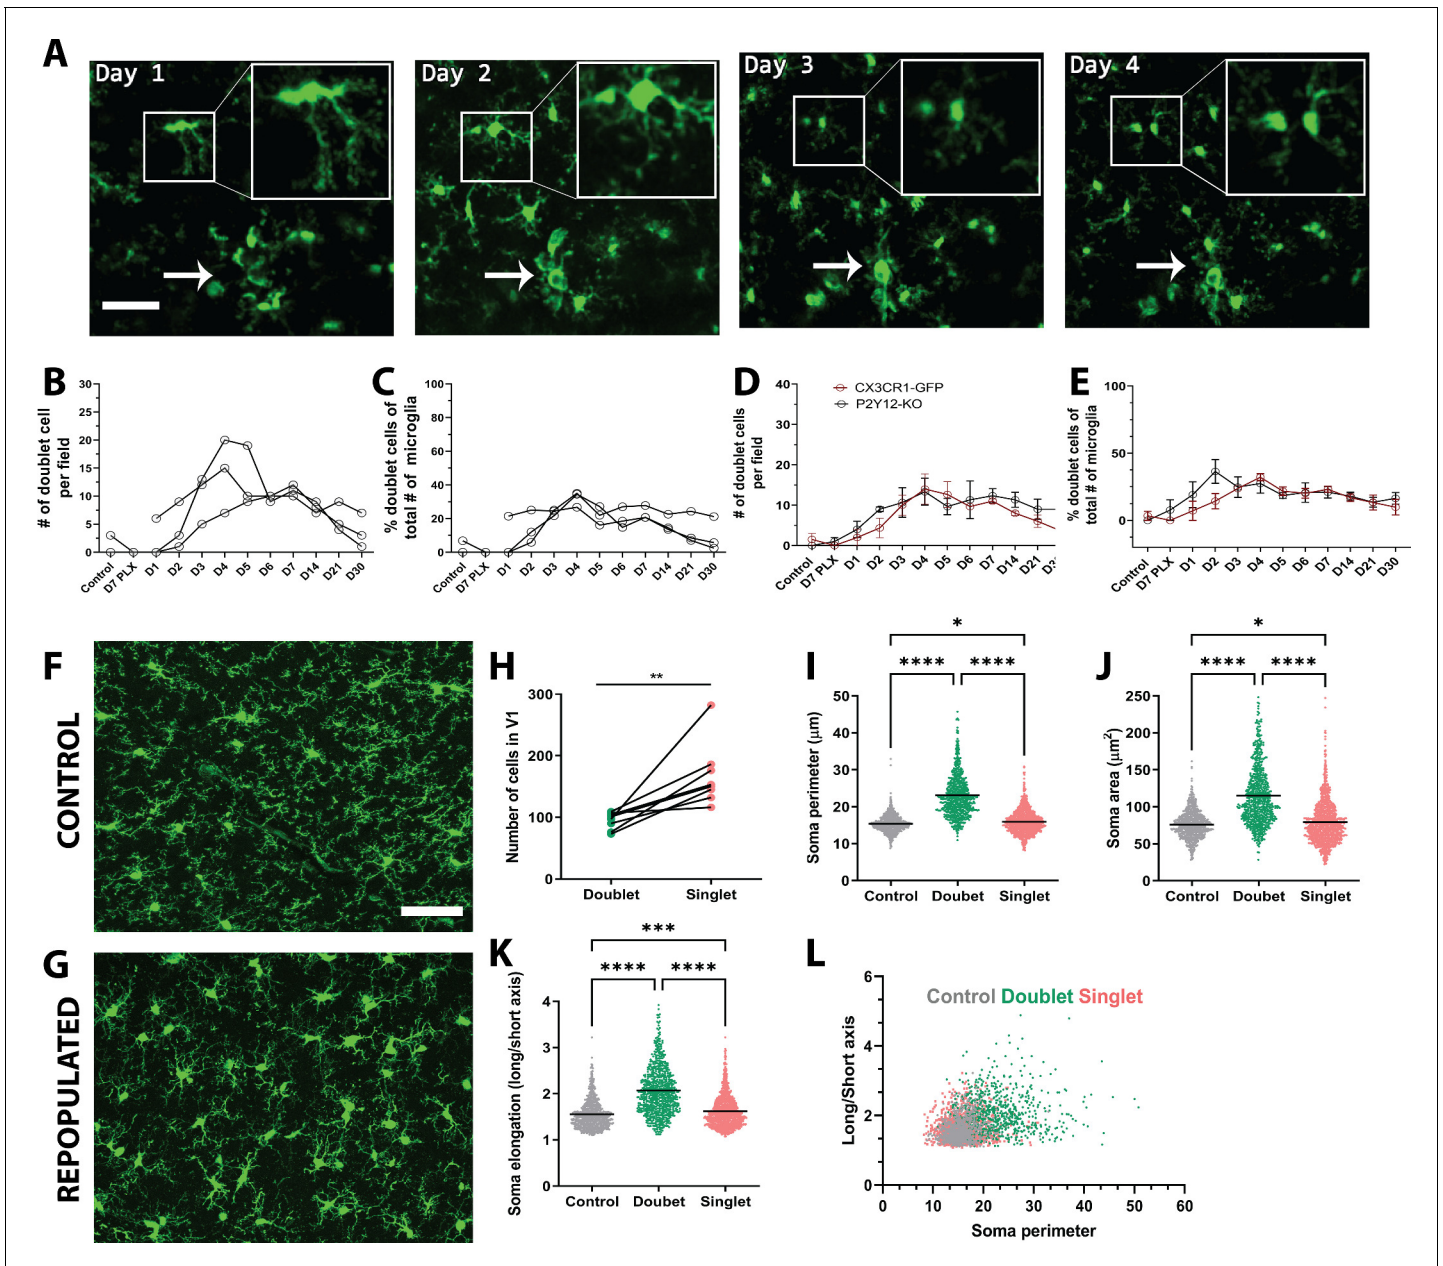 A
Day 1
Day 2
Day 3
Day 4
B
# of doublet cell
per field
30
25
20
15
10
5
0
Control
D7 PLX
D1
D2
D3
D4
D5
D6
D7
D14
D21
D30
C
% doublet cells of
total # of microglia
100
80
60
40
20
0
Control
D7 PLX
D1
D2
D3
D4
D5
D6
D7
D14
D21
D30
D
CX3CR1-GFP
P2Y12-KO
# of doublet cells
per field
40
30
20
10
0
Control
D7 PLX
D1
D2
D3
D4
D5
D6
D7
D14
D21
E
% doublet cells of
total # of microglia
100
50
0
Control
D7 PLX
D1
D2
D3
D4
D5
D6
D7
D14
D21
D30
F
CONTROL
G
REPOPULATED
H
**
Number of cells in V1
300
200
100
0
Doublet
Singlet
I
*
**** ****
Soma perimeter (μm)
50
40
30
20
10
0
Control
Doubet
Singlet
J
*
**** ****
Soma area (μm²)
250
200
150
100
50
0
Control
Doubet
Singlet
K
***
**** ****
Soma elongation (long/short axis)
4
3
2
1
0
Control
Doubet
Singlet
L
Control Doublet Singlet
Long/Short axis
6
4
2
0
0
10
20
30
40
50
60
Soma perimeter